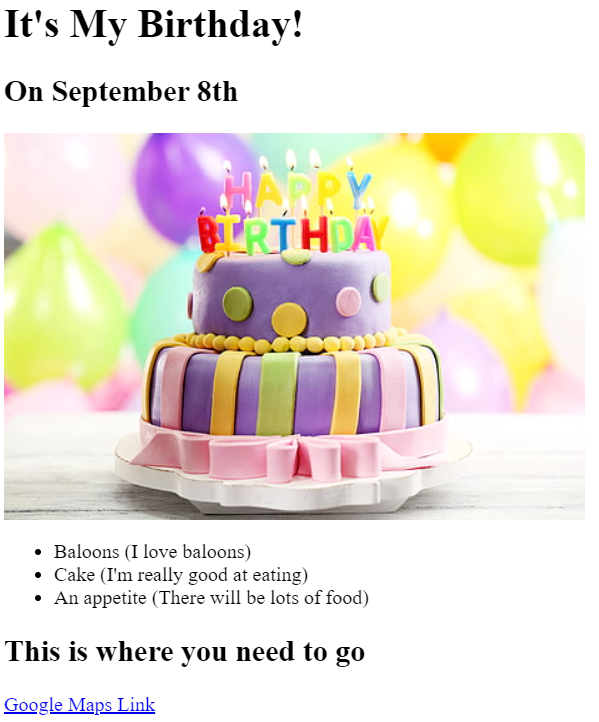 It's My Birthday!
On September 8th
HAPPY
BIRTHDAY
Baloons (I love baloons)
Cake (I'm really good at eating)
An appetite (There will be lots of food)
This is where you need to go
Google Maps Link